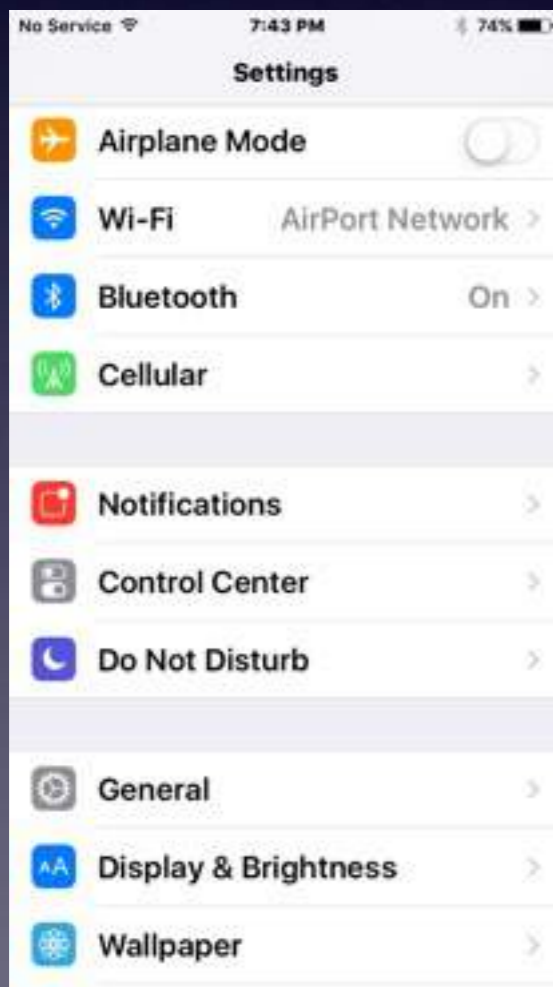 No Service 7:43 PM 74%
Settings
Airplane Mode
Wi-Fi AirPort Network >
Bluetooth On >
Cellular >
Notifications >
Control Center >
Do Not Disturb >
General >
AA Display & Brightness >
Wallpaper >